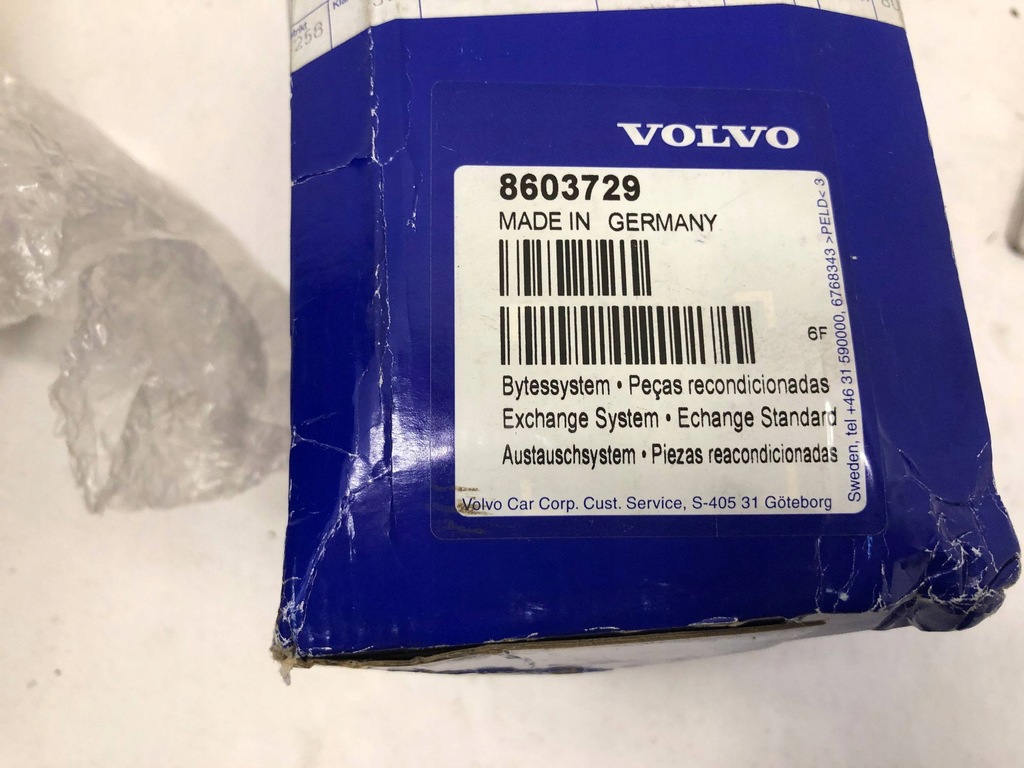 258
VOLVO
8603729
MADE IN GERMANY
6F
Bytessystem • Peças recondicionadas
Exchange System • Echange Standard
Austauschsystem • Piezas reacondicionadas
Volvo Car Corp. Cust. Service, S-405 31 Göteborg
Sweden, tel +46 31 590000, 6768343 >PELD< 3